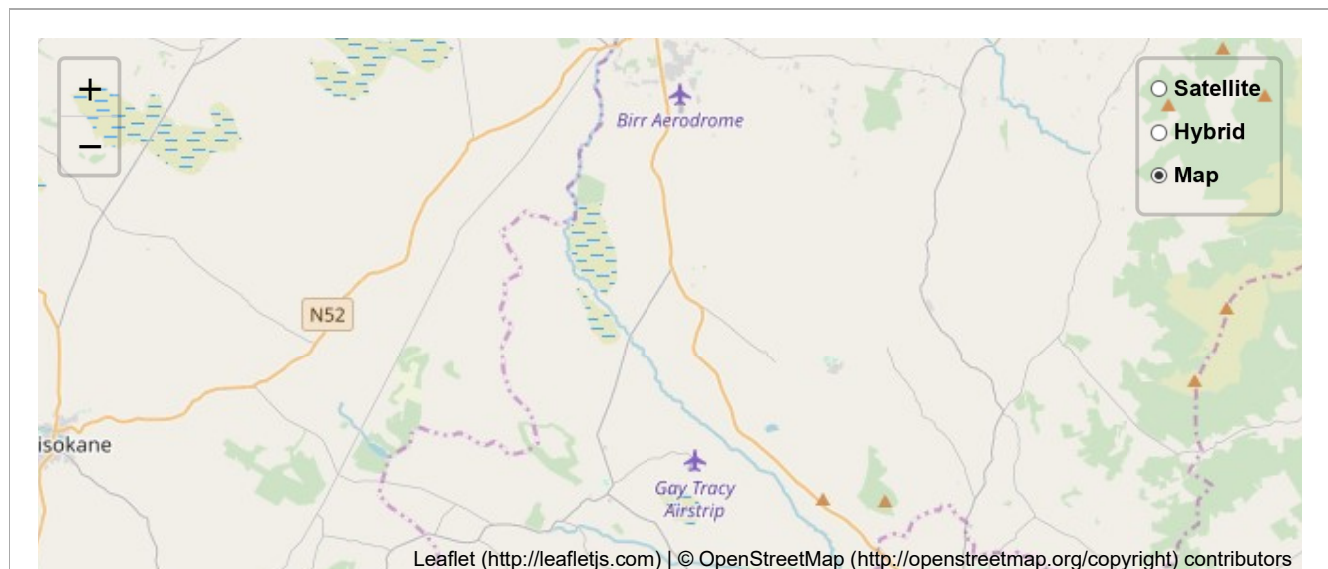 +
−
Satellite
Hybrid
Map
Birr Aerodrome
N52
isokane
Gay Tracy
Airstrip
Leaflet (http://leafletjs.com) | © OpenStreetMap (http://openstreetmap.org/copyright) contributors